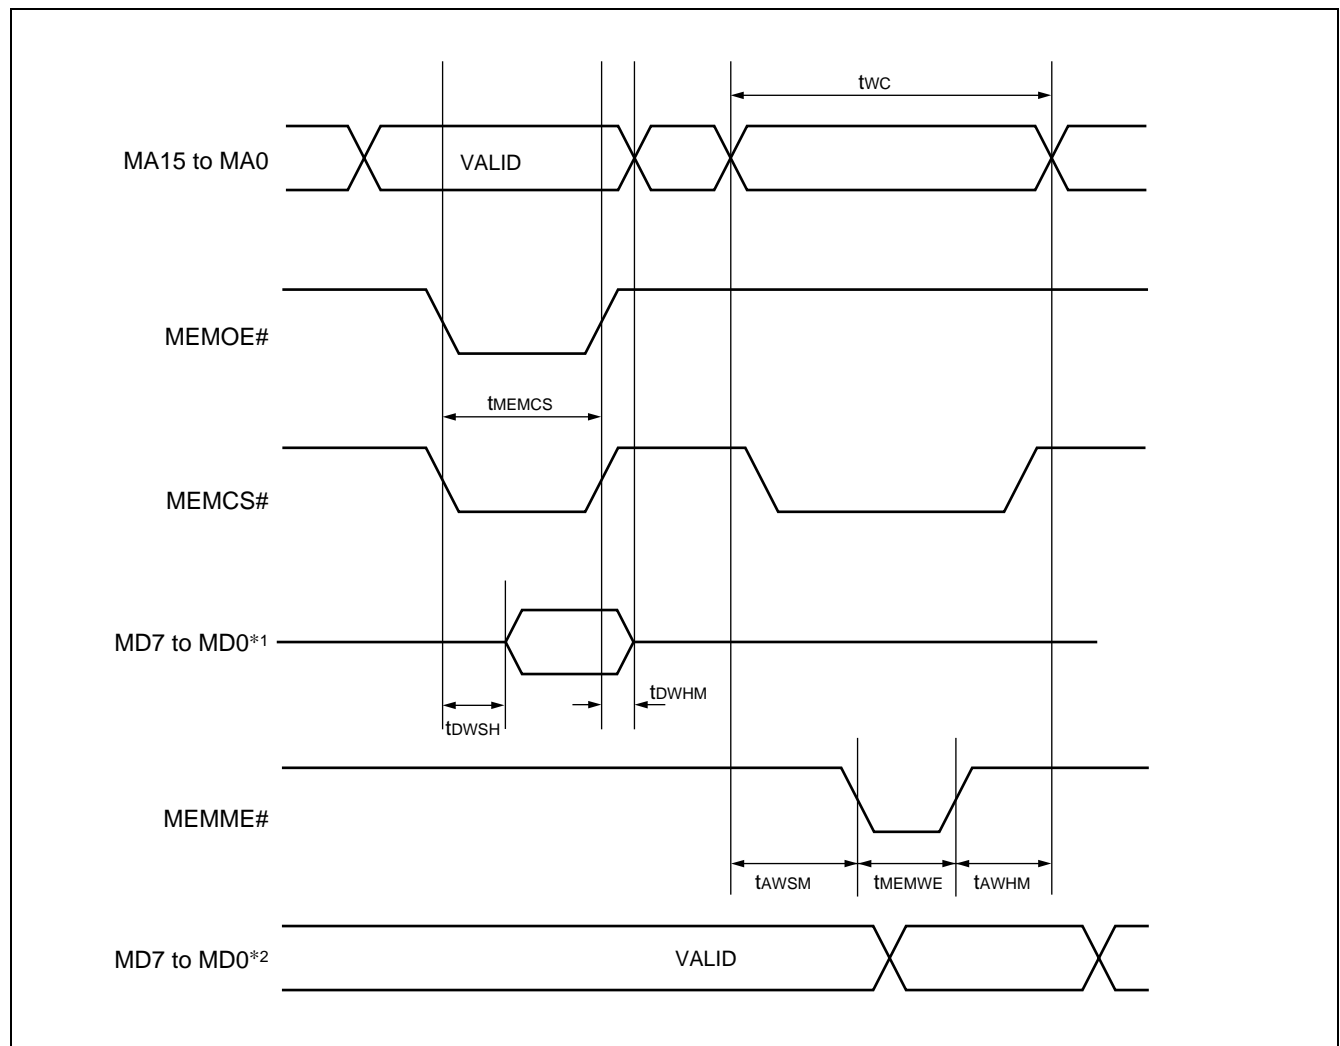 tWC
MA15 to MA0
VALID
MEMOE#
tMEMCS
MEMCS#
MD7 to MD0*1
tDWHM
tDWSH
MEMME#
tAWSM
tMEMWE
tAWHM
MD7 to MD0*2
VALID